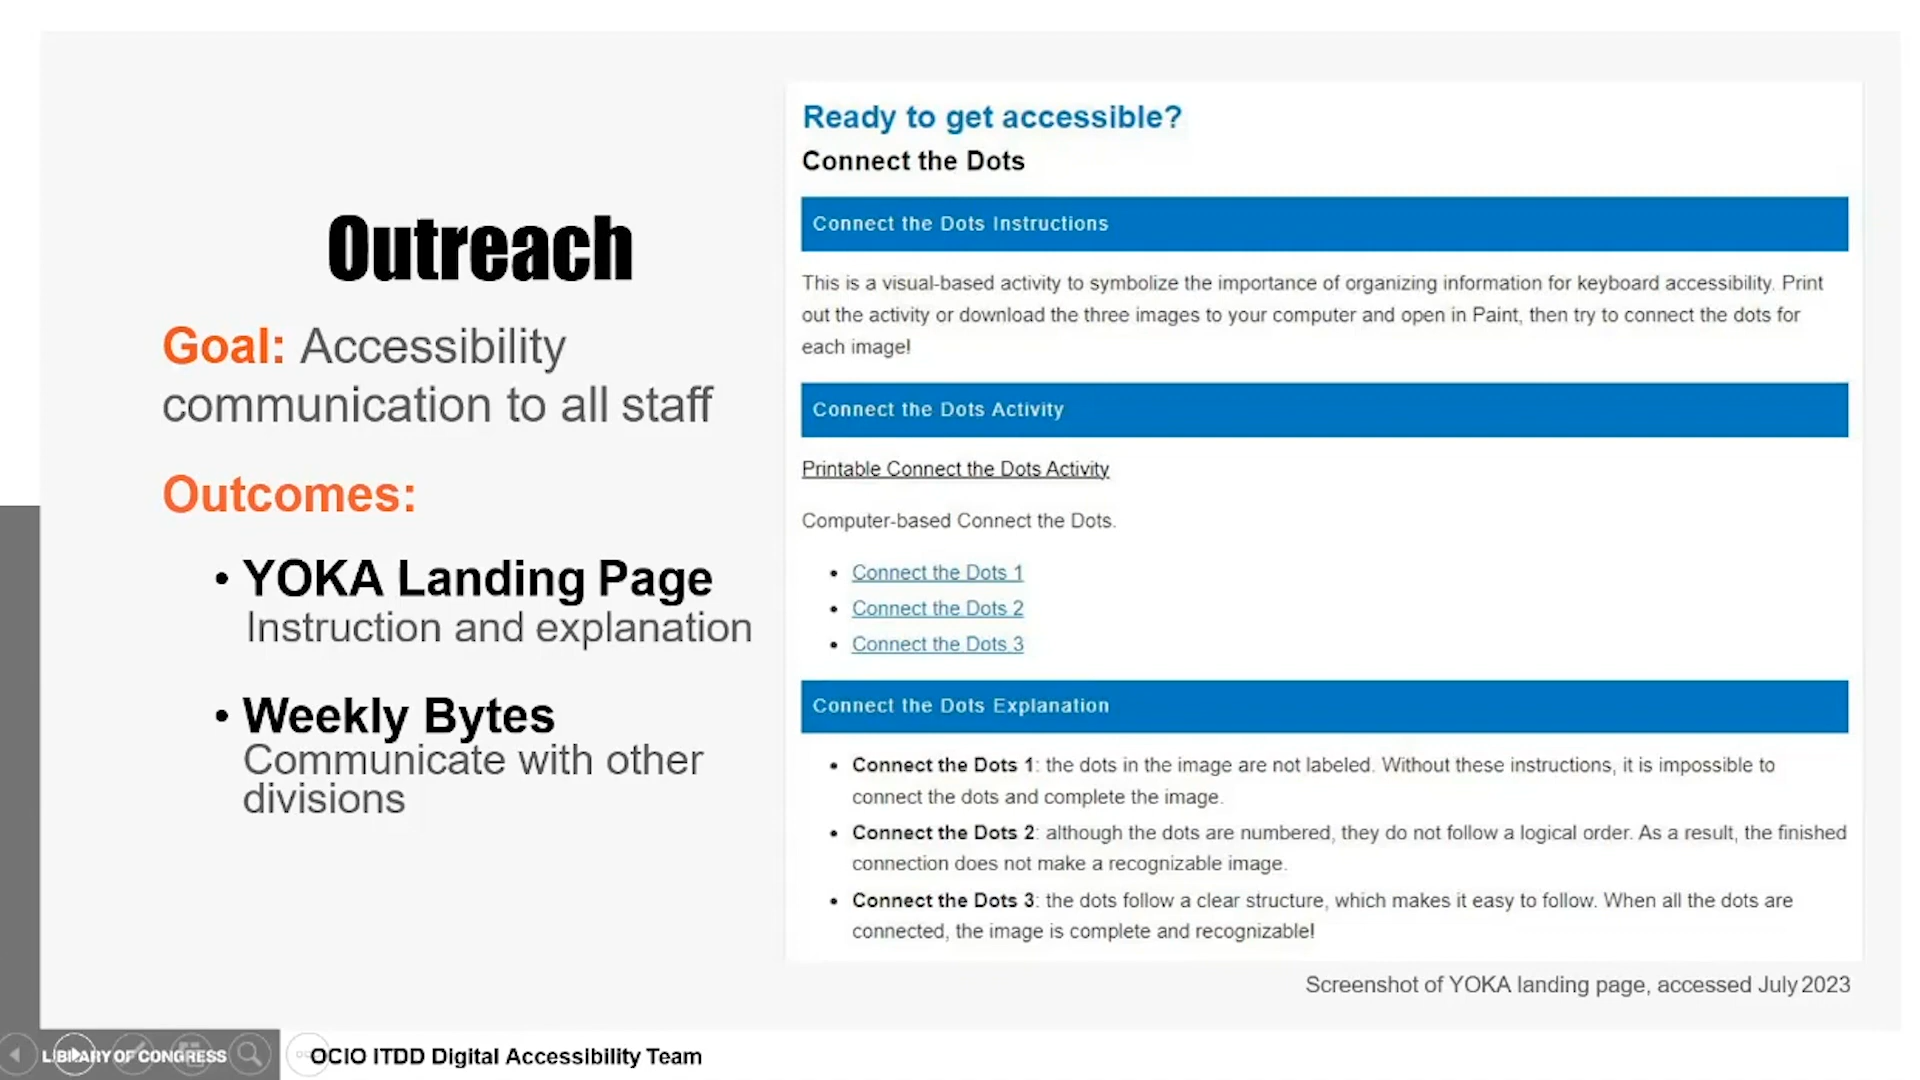 Outreach
Goal: Accessibility
communication to all staff
Outcomes:
• YOKA Landing Page
Instruction and explanation
• Weekly Bytes
Communicate with other
divisions
Ready to get accessible?
Connect the Dots
Connect the Dots Instructions
This is a visual-based activity to symbolize the importance of organizing information for keyboard accessibility. Print
out the activity or download the three images to your computer and open in Paint, then try to connect the dots for
each image!
Connect the Dots Activity
Printable Connect the Dots Activity
Computer-based Connect the Dots.
• Connect the Dots 1
• Connect the Dots 2
• Connect the Dots 3
Connect the Dots Explanation
• Connect the Dots 1: the dots in the image are not labeled. Without these instructions, it is impossible to
connect the dots and complete the image.
• Connect the Dots 2: although the dots are numbered, they do not follow a logical order. As a result, the finished
connection does not make a recognizable image.
• Connect the Dots 3: the dots follow a clear structure, which makes it easy to follow. When all the dots are
connected, the image is complete and recognizable!
Screenshot of YOKA landing page, accessed July 2023
LIBRARY OF CONGRESS
OCIO ITDD Digital Accessibility Team